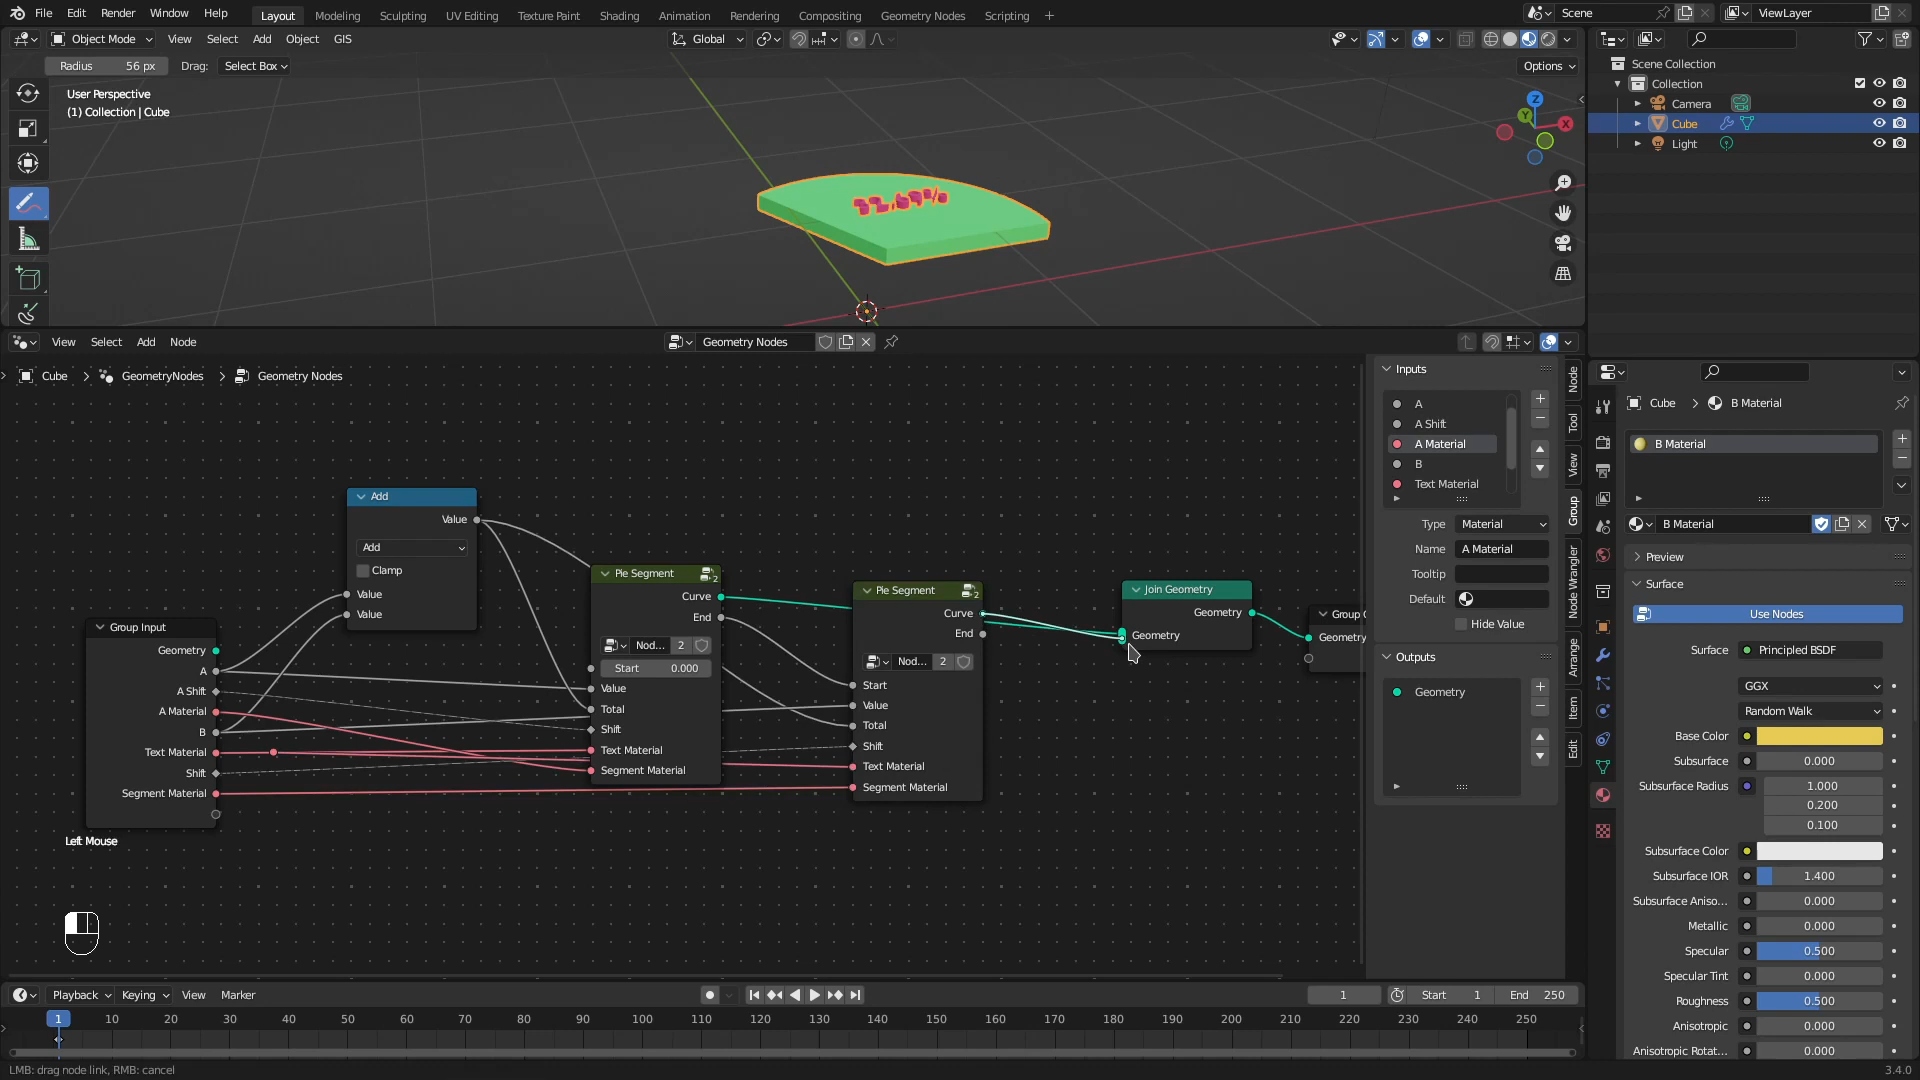 File Edit Render Window Help Layout Modeling Sculpting UV Editing Texture Paint Shading Animation Rendering Compositing Geometry Nodes Scripting + Scene ViewLayer
Object Mode View Select Add Object GIS Global
Radius 56 px Drag: Select Box Options
User Perspective
(1) Collection | Cube
Z
Y
X
Scene Collection
Collection
Camera
Cube
Light
View Select Add Node Geometry Nodes
Cube > GeometryNodes > Geometry Nodes
Add
Value
Add
Clamp
Value
Value
Group Input
Geometry
A
A Shift
A Material
B
Text Material
Shift
Segment Material
Pie Segment
2
Curve
End
Nod... 2
Start 0.000
Value
Total
Shift
Text Material
Segment Material
Pie Segment
2
Curve
End
Nod... 2
Start
Value
Total
Shift
Text Material
Segment Material
Join Geometry
Geometry
Geometry
Geometry
Left Mouse
Inputs
A
A Shift
A Material
B
Text Material
Type Material
Name A Material
Tooltip
Default
Hide Value
Outputs
Geometry
Node
Tool
View
Group
Node Wrangler
Arrange
Item
Edit
Cube > B Material
B Material
B Material
Preview
Surface
Use Nodes
Surface Principled BSDF
GGX
Random Walk
Base Color
Subsurface 0.000
Subsurface Radius 1.000
0.200
0.100
Subsurface Color
Subsurface IOR 1.400
Subsurface Aniso... 0.000
Metallic 0.000
Specular 0.500
Specular Tint 0.000
Roughness 0.500
Anisotropic 0.000
Anisotropic Rotat... 0.000
Playback Keying View Marker 1 Start 1 End 250
1 10 20 30 40 50 60 70 80 90 100 110 120 130 140 150 160 170 180 190 200 210 220 230 240 250
LMB: drag node link, RMB: cancel 3.4.0